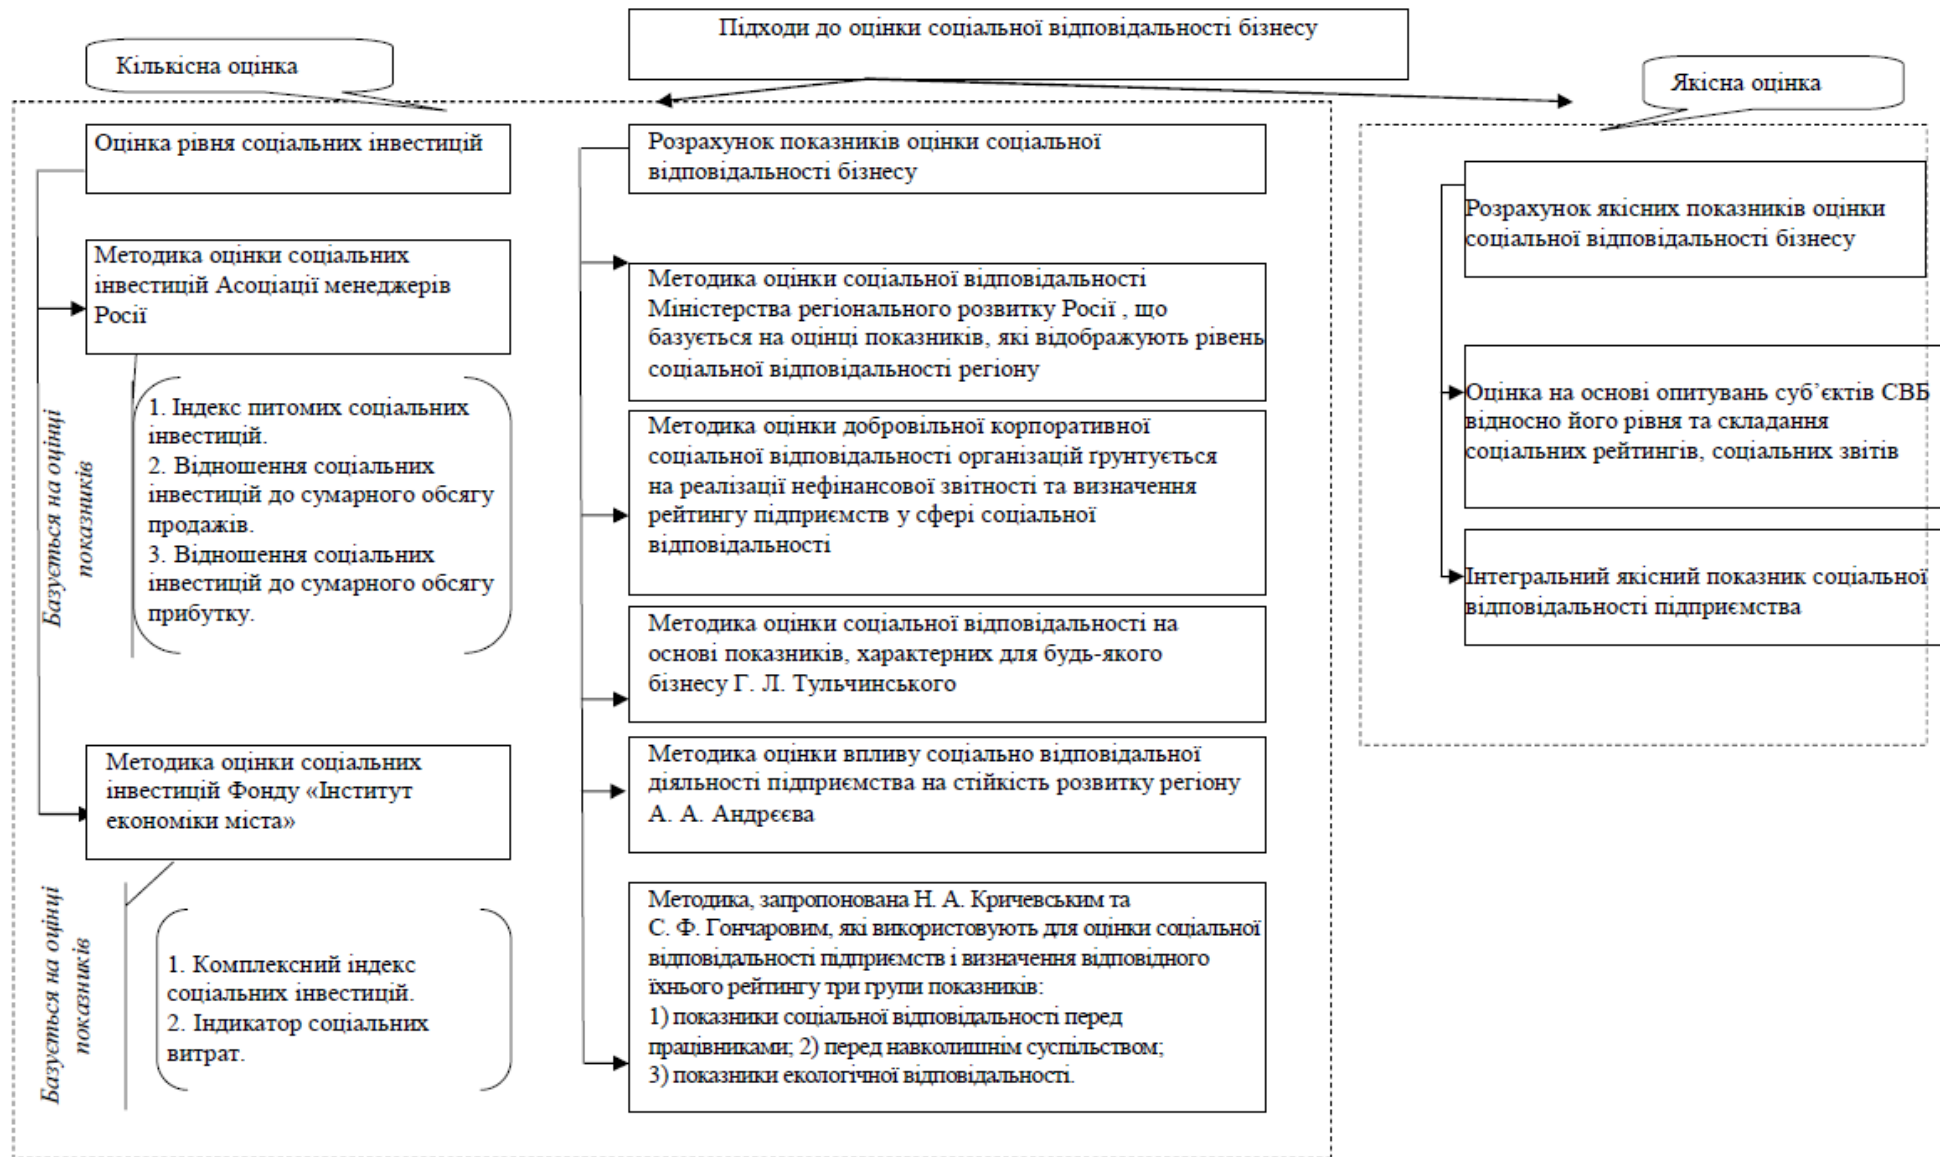 Підходи до оцінки соціальної відповідальності бізнесу
Кількісна оцінка
Якісна оцінка
Оцінка рівня соціальних інвестицій
Методика оцінки соціальних
інвестицій Асоціації менеджерів
Росії
Базується на оцінці
показників
1. Індекс питомих соціальних
інвестицій.
2. Відношення соціальних
інвестицій до сумарного обсягу
продажів.
3. Відношення соціальних
інвестицій до сумарного обсягу
прибутку.
Методика оцінки соціальних
інвестицій Фонду «Інститут
економіки міста»
Базується на оцінці
показників
1. Комплексний індекс
соціальних інвестицій.
2. Індикатор соціальних
витрат.
Розрахунок показників оцінки соціальної
відповідальності бізнесу
Методика оцінки соціальної відповідальності
Міністерства регіонального розвитку Росії , що
базується на оцінці показників, які відображують рівень
соціальної відповідальності регіону
Методика оцінки добровільної корпоративної
соціальної відповідальності організацій ґрунтується
на реалізації нефінансової звітності та визначення
рейтингу підприємств у сфері соціальної
відповідальності
Методика оцінки соціальної відповідальності на
основі показників, характерних для будь-якого
бізнесу Г. Л. Тульчинського
Методика оцінки впливу соціально відповідальної
діяльності підприємства на стійкість розвитку регіону
А. А. Андрєєва
Методика, запропонована Н. А. Кричевським та
С. Ф. Гончаровим, які використовують для оцінки соціальної
відповідальності підприємств і визначення відповідного
їхнього рейтингу три групи показників:
1) показники соціальної відповідальності перед
працівниками; 2) перед навколишнім суспільством;
3) показники екологічної відповідальності.
Розрахунок якісних показників оцінки
соціальної відповідальності бізнесу
Оцінка на основі опитувань суб’єктів СВБ
відносно його рівня та складання
соціальних рейтингів, соціальних звітів
Інтегральний якісний показник соціальної
відповідальності підприємства